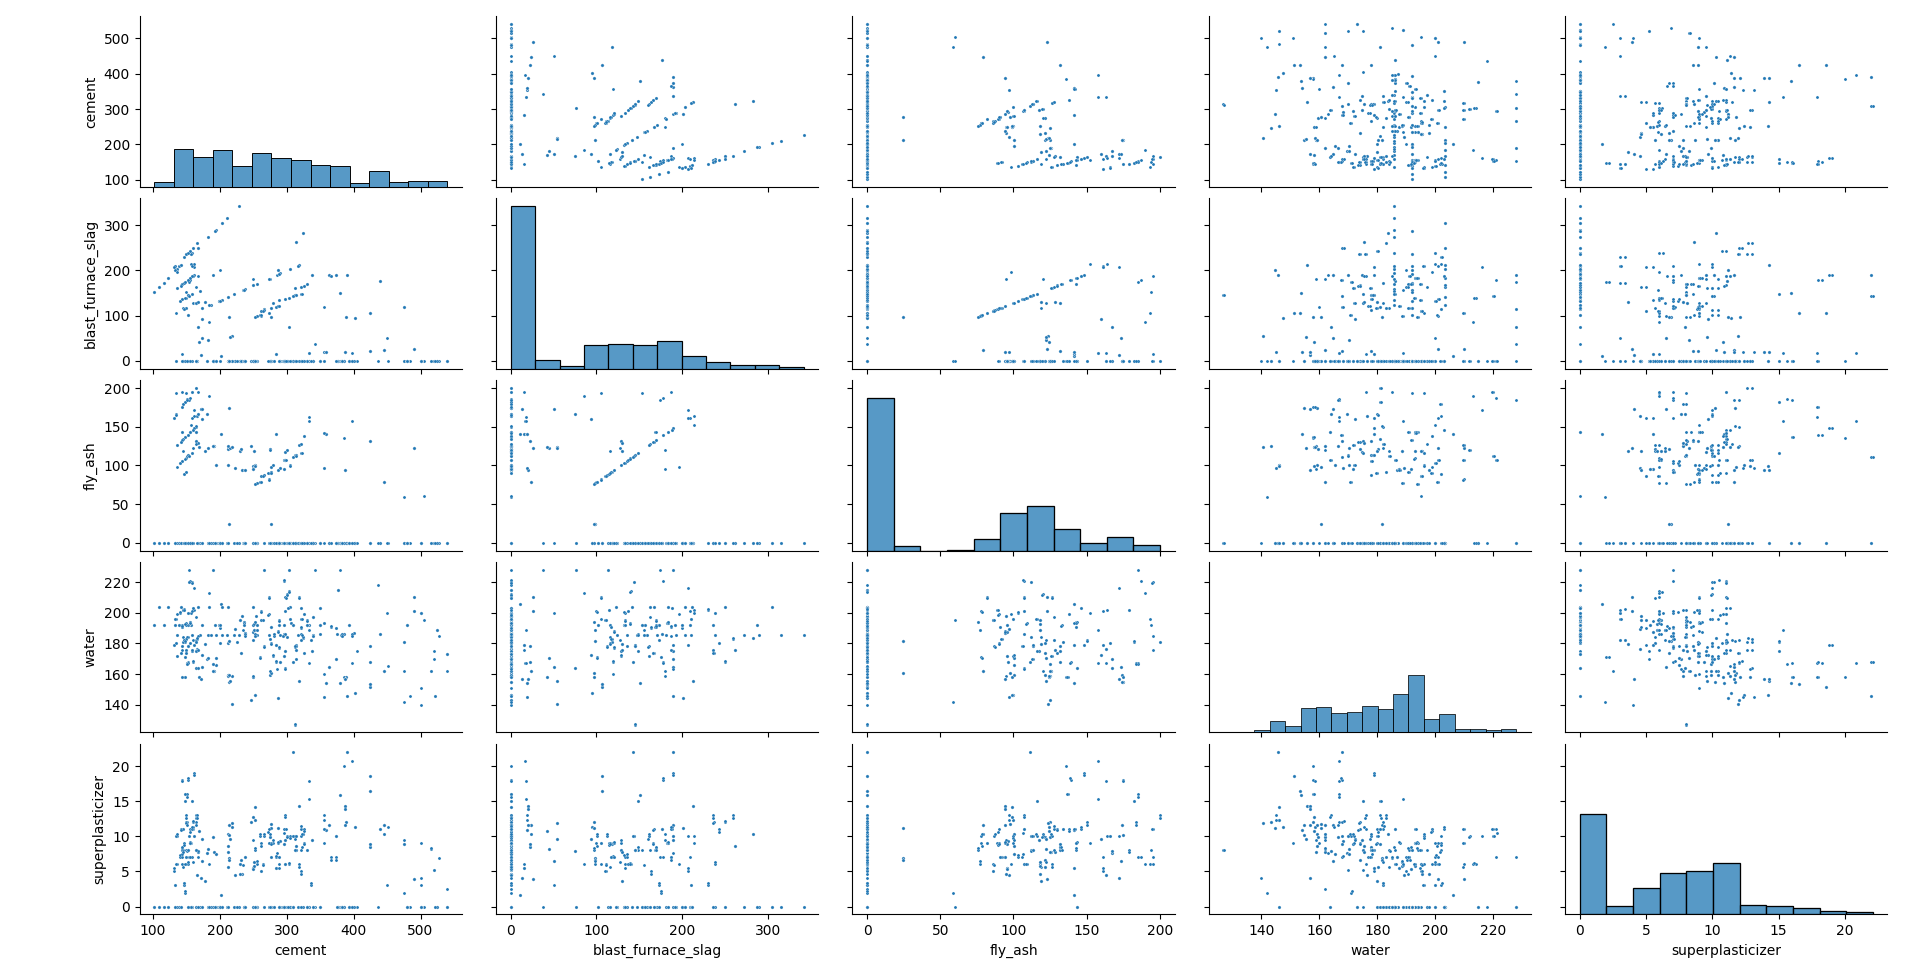 500
400
300
200
100
cement
300
200
100
0
blast_furnace_slag
200
150
100
50
0
fly_ash
220
200
180
160
140
water
20
15
10
5
0
superplasticizer
100 200 300 400 500
0 100 200 300
0 50 100 150 200
140 160 180 200 220
0 5 10 15 20
cement
blast_furnace_slag
fly_ash
water
superplasticizer